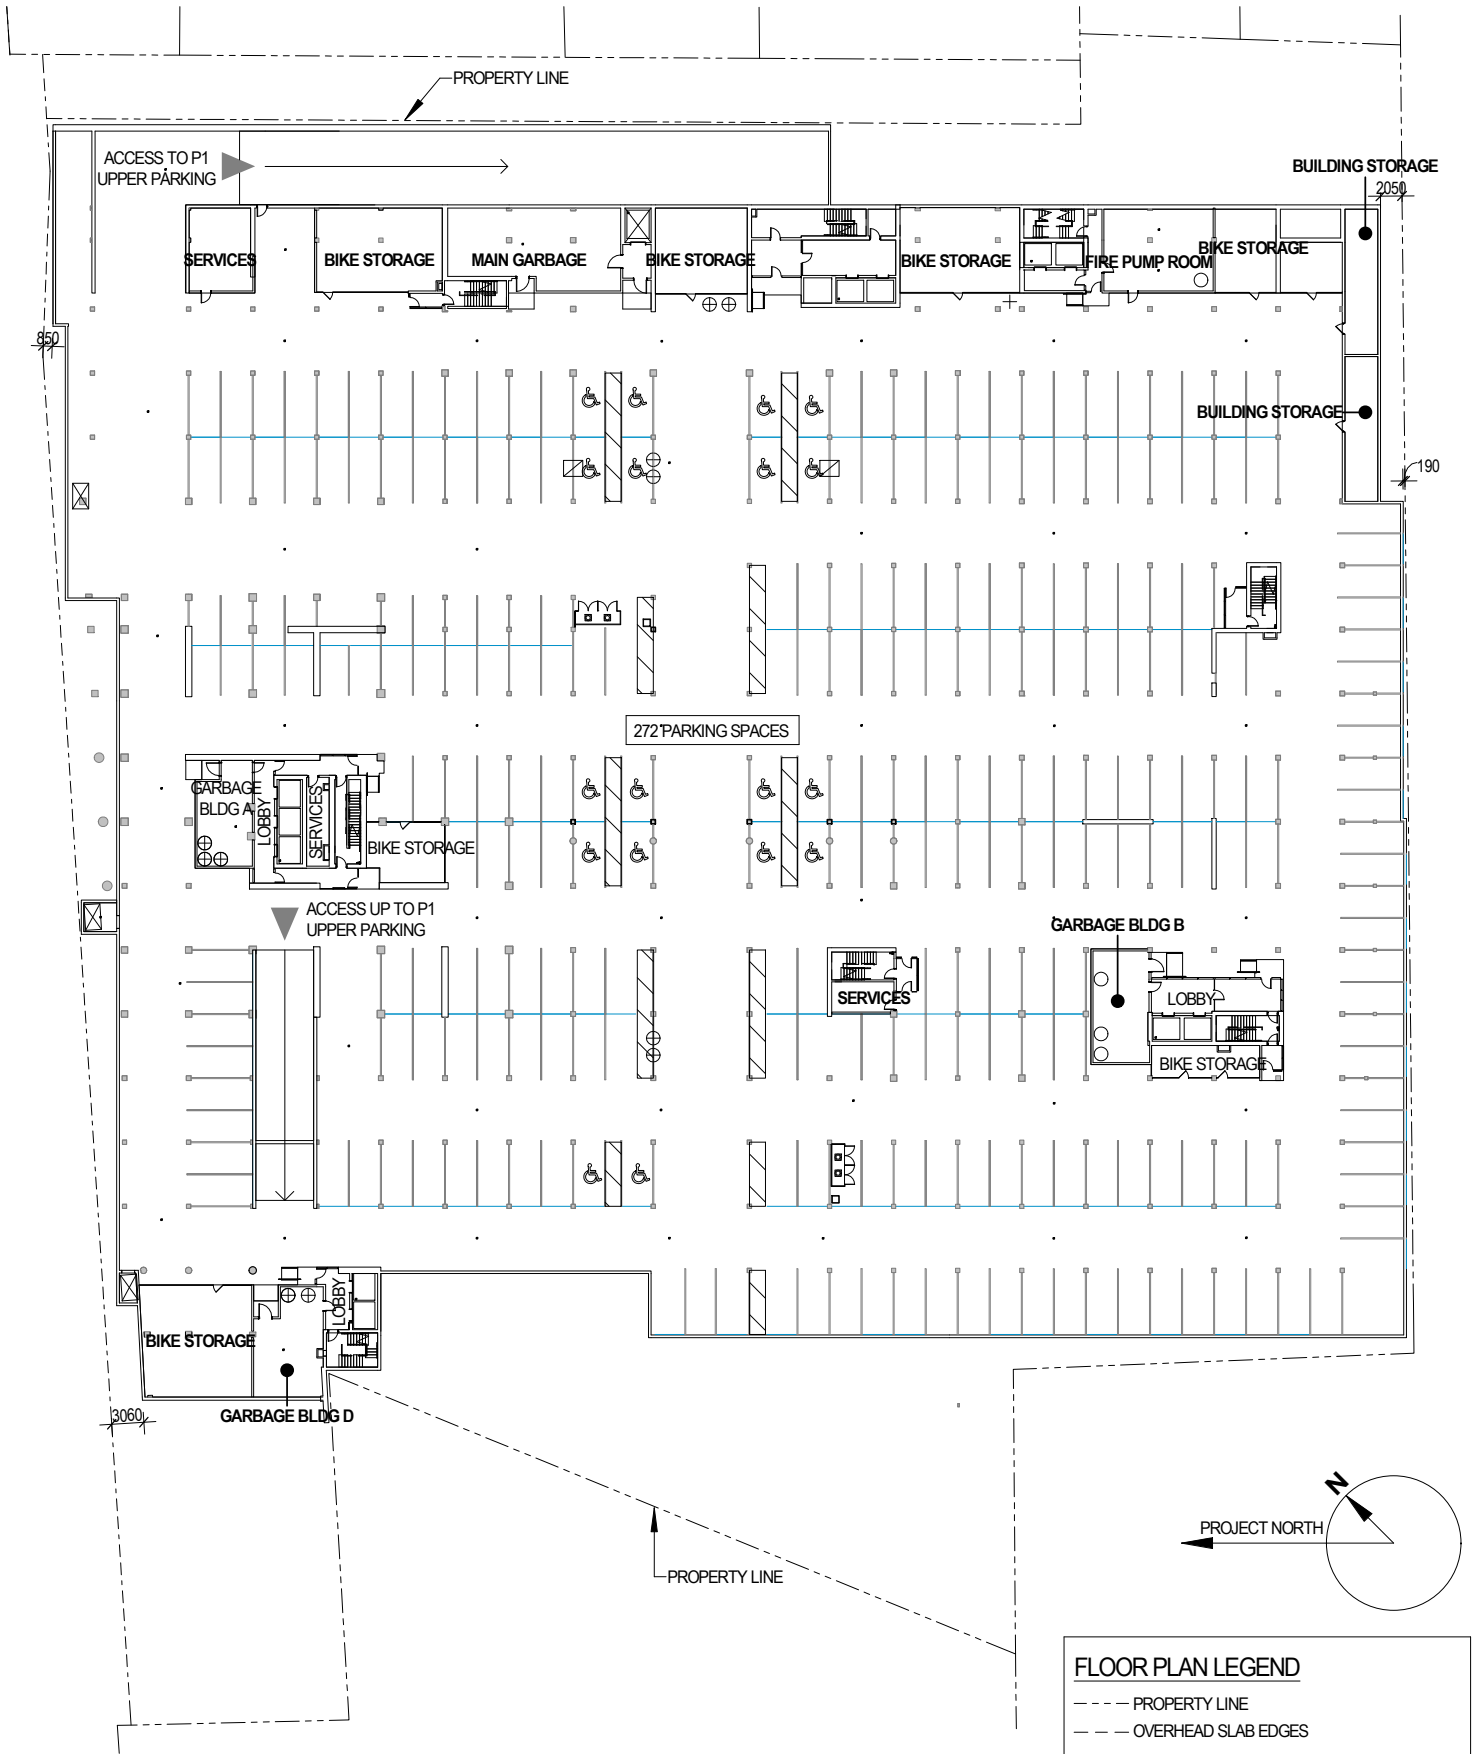 PROPERTY LINE
ACCESS TO P1
UPPER PARKING
BUILDING STORAGE
2050
SERVICES
BIKE STORAGE
MAIN GARBAGE
BIKE STORAGE
BIKE STORAGE
FIRE PUMP ROOM
BIKE STORAGE
850
BUILDING STORAGE
190
272 PARKING SPACES
GARBAGE
BLDG A
LOBBY
SERVICES
BIKE STORAGE
ACCESS UP TO P1
UPPER PARKING
GARBAGE BLDG B
SERVICES
LOBBY
BIKE STORAGE
LOBBY
BIKE STORAGE
3060
GARBAGE BLDG D
N
PROJECT NORTH
PROPERTY LINE
FLOOR PLAN LEGEND
PROPERTY LINE
OVERHEAD SLAB EDGES